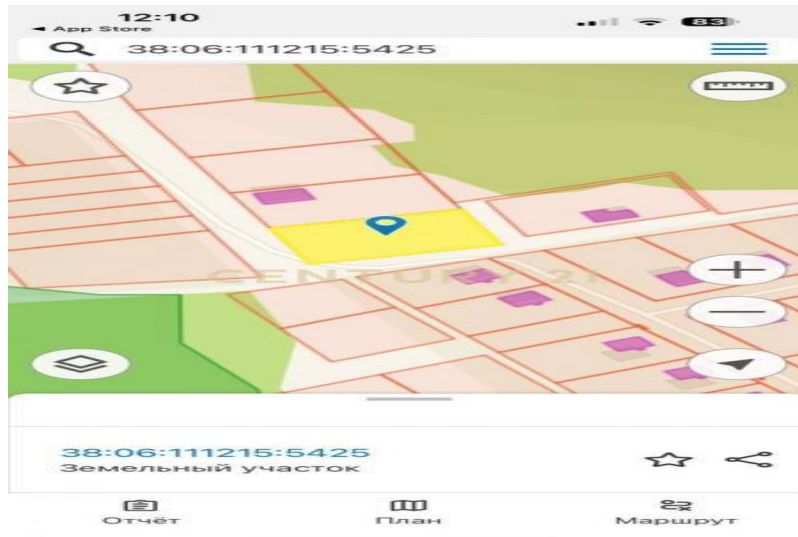 12:10
83
◄ App Store
38:06:111215:5425
CENTURY 21
38:06:111215:5425
Земельный участок
Отчёт
План
Маршрут